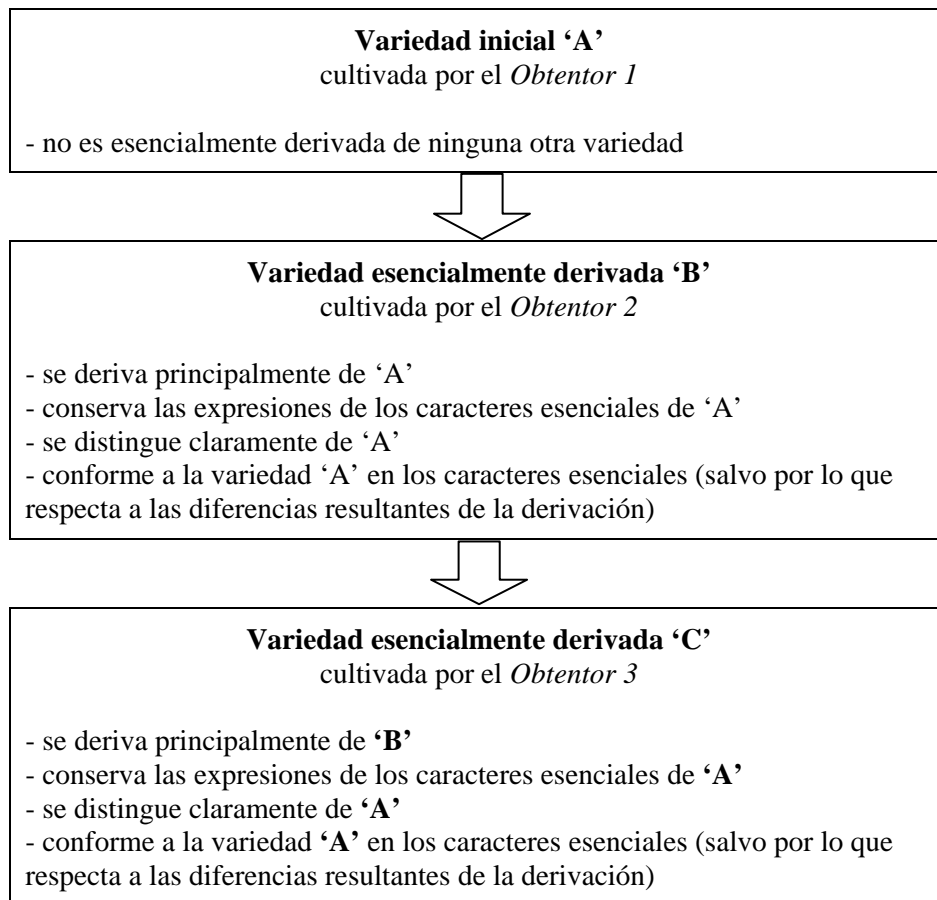 Variedad inicial ‘A’
cultivada por el Obtentor 1
- no es esencialmente derivada de ninguna otra variedad
Variedad esencialmente derivada ‘B’
cultivada por el Obtentor 2
- se deriva principalmente de ‘A’
- conserva las expresiones de los caracteres esenciales de ‘A’
- se distingue claramente de ‘A’
- conforme a la variedad ‘A’ en los caracteres esenciales (salvo por lo que
respecta a las diferencias resultantes de la derivación)
Variedad esencialmente derivada ‘C’
cultivada por el Obtentor 3
- se deriva principalmente de ‘B’
- conserva las expresiones de los caracteres esenciales de ‘A’
- se distingue claramente de ‘A’
- conforme a la variedad ‘A’ en los caracteres esenciales (salvo por lo que
respecta a las diferencias resultantes de la derivación)